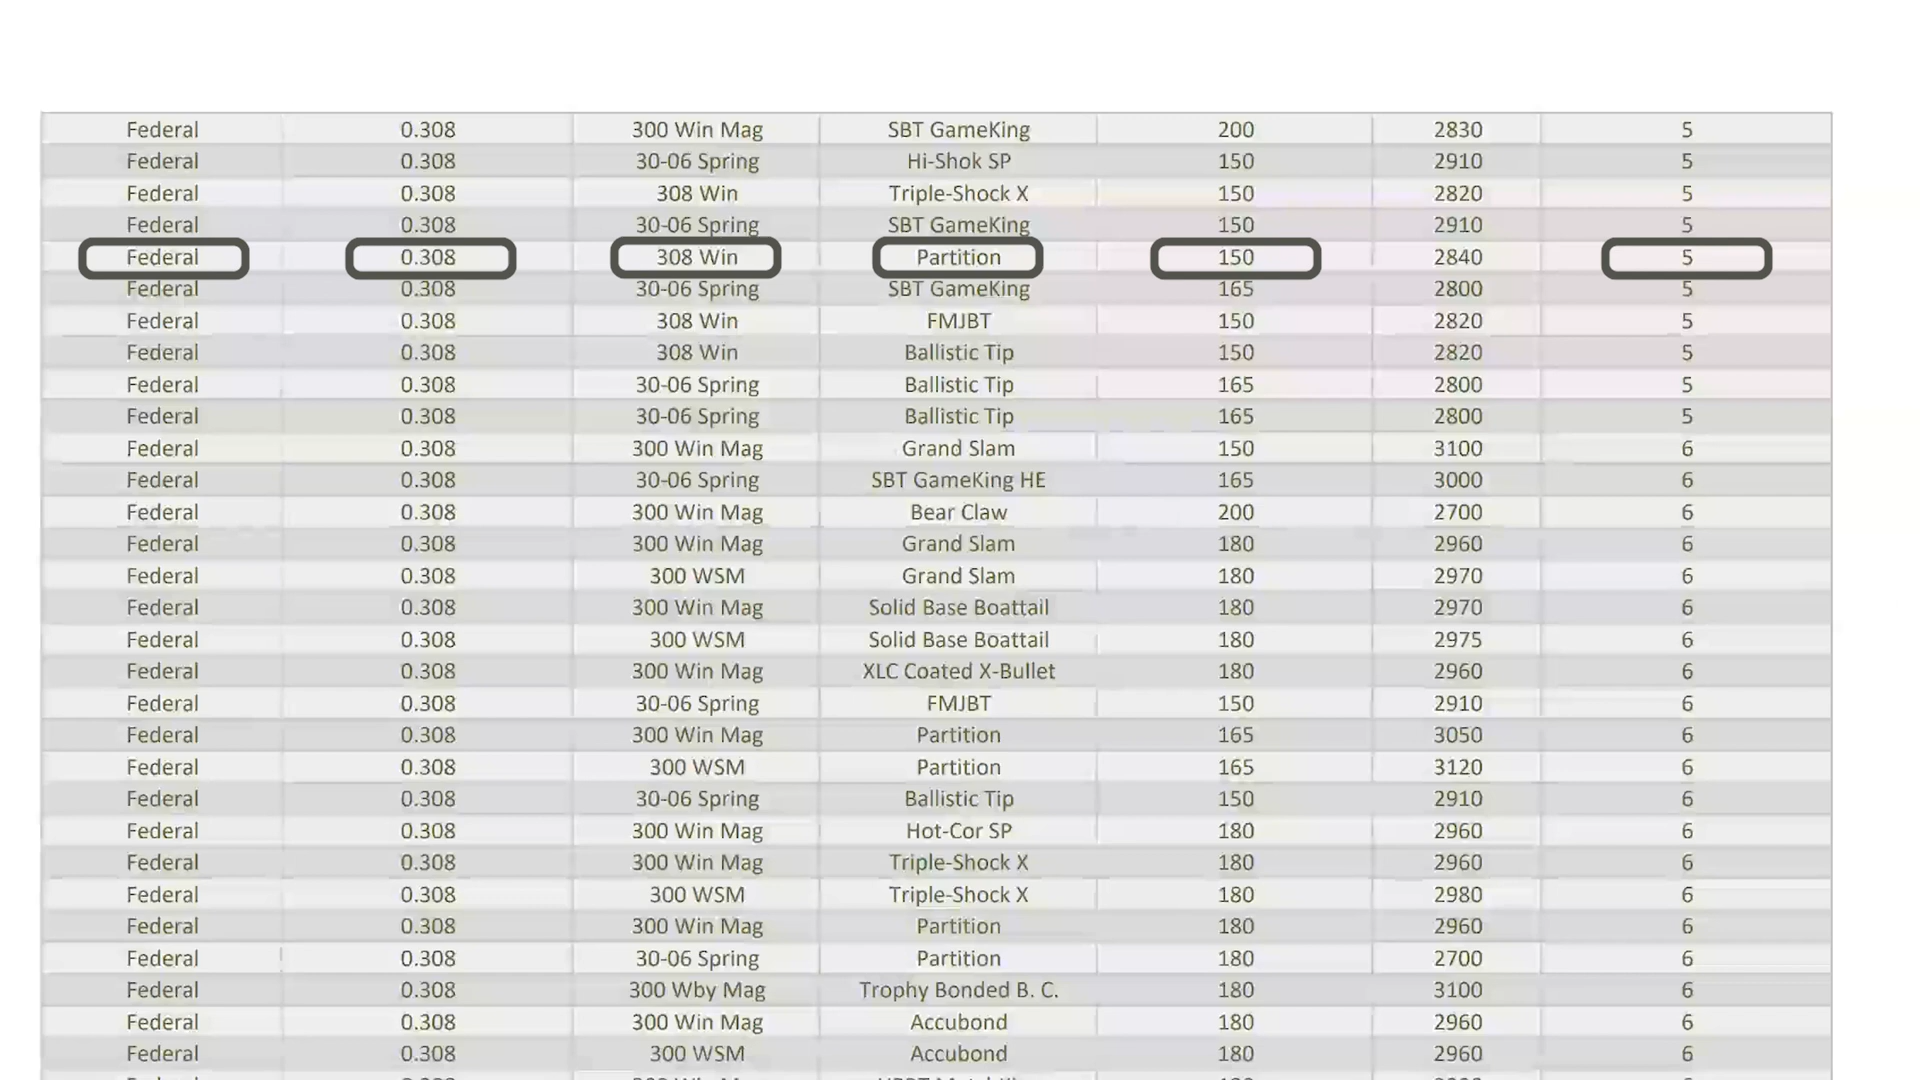 Federal 0.308 300 Win Mag SBT GameKing 200 2830 5
Federal 0.308 30-06 Spring Hi-Shok SP 150 2910 5
Federal 0.308 308 Win Triple-Shock X 150 2820 5
Federal 0.308 30-06 Spring SBT GameKing 150 2910 5
Federal 0.308 308 Win Partition 150 2840 5
Federal 0.308 30-06 Spring SBT GameKing 165 2800 5
Federal 0.308 308 Win FMJBT 150 2820 5
Federal 0.308 308 Win Ballistic Tip 150 2820 5
Federal 0.308 30-06 Spring Ballistic Tip 165 2800 5
Federal 0.308 30-06 Spring Ballistic Tip 165 2800 5
Federal 0.308 300 Win Mag Grand Slam 150 3100 6
Federal 0.308 30-06 Spring SBT GameKing HE 165 3000 6
Federal 0.308 300 Win Mag Bear Claw 200 2700 6
Federal 0.308 300 Win Mag Grand Slam 180 2960 6
Federal 0.308 300 WSM Grand Slam 180 2970 6
Federal 0.308 300 Win Mag Solid Base Boattail 180 2970 6
Federal 0.308 300 WSM Solid Base Boattail 180 2975 6
Federal 0.308 300 Win Mag XLC Coated X-Bullet 180 2960 6
Federal 0.308 30-06 Spring FMJBT 150 2910 6
Federal 0.308 300 Win Mag Partition 165 3050 6
Federal 0.308 300 WSM Partition 165 3120 6
Federal 0.308 30-06 Spring Ballistic Tip 150 2910 6
Federal 0.308 300 Win Mag Hot-Cor SP 180 2960 6
Federal 0.308 300 Win Mag Triple-Shock X 180 2960 6
Federal 0.308 300 WSM Triple-Shock X 180 2980 6
Federal 0.308 300 Win Mag Partition 180 2960 6
Federal 0.308 30-06 Spring Partition 180 2700 6
Federal 0.308 300 Wby Mag Trophy Bonded B. C. 180 3100 6
Federal 0.308 300 Win Mag Accubond 180 2960 6
Federal 0.308 300 WSM Accubond 180 2960 6